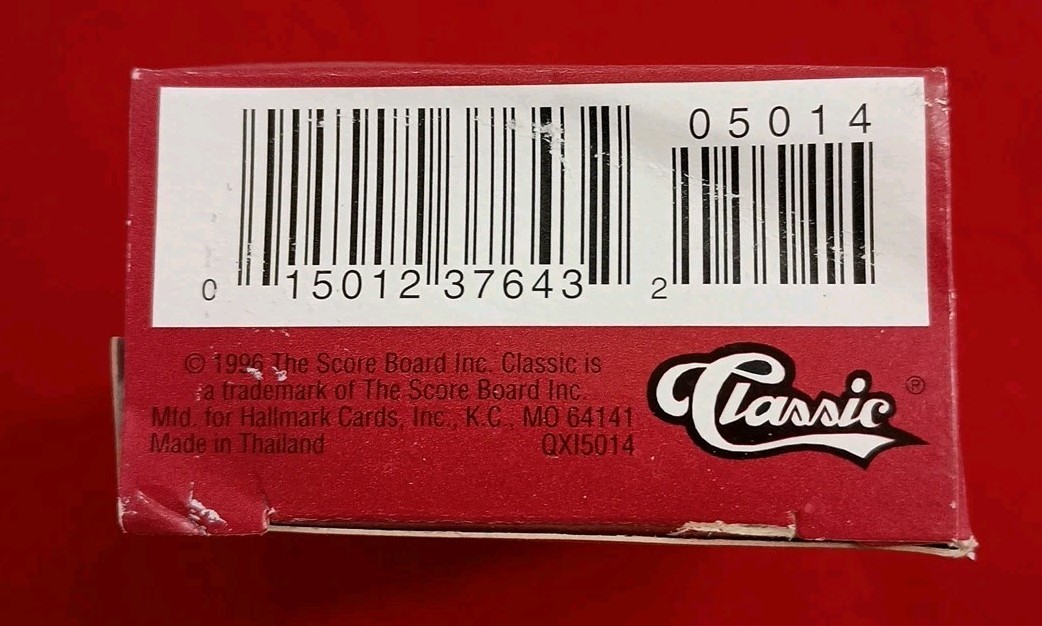 05014
0 15012 37643 2
© 1996 The Score Board Inc. Classic is
a trademark of The Score Board Inc.
Mfd. for Hallmark Cards, Inc., K.C., MO 64141
Made in Thailand QXI5014
Classic ®